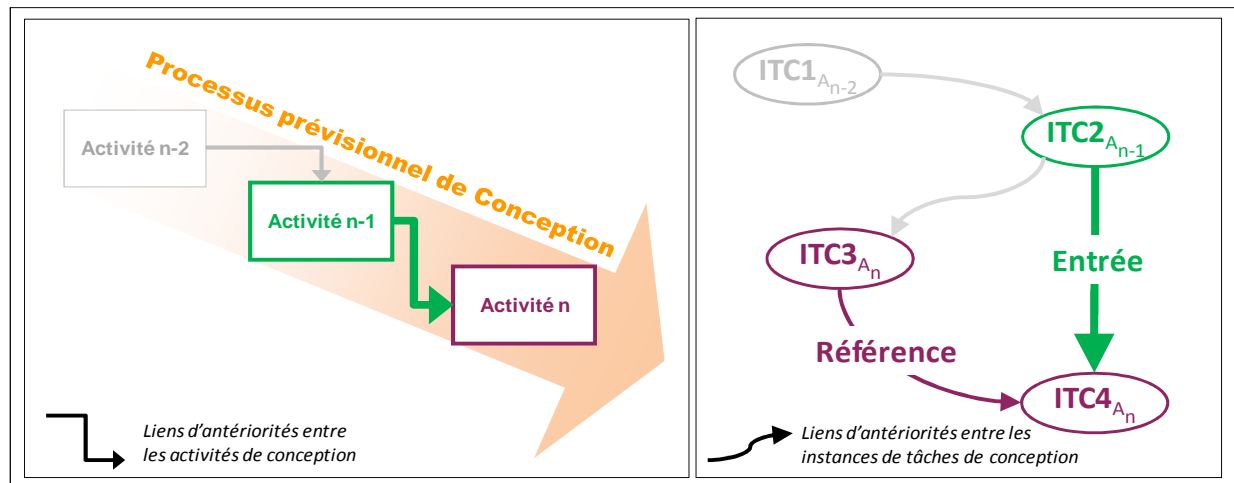 Processus prévisionnel de Conception
Activité n-2
Activité n-1
Activité n
Liens d'antériorités entre
les activités de conception
ITC1An-2
ITC2An-1
ITC3An
Entrée
Référence
ITC4An
Liens d'antériorités entre les
instances de tâches de conception